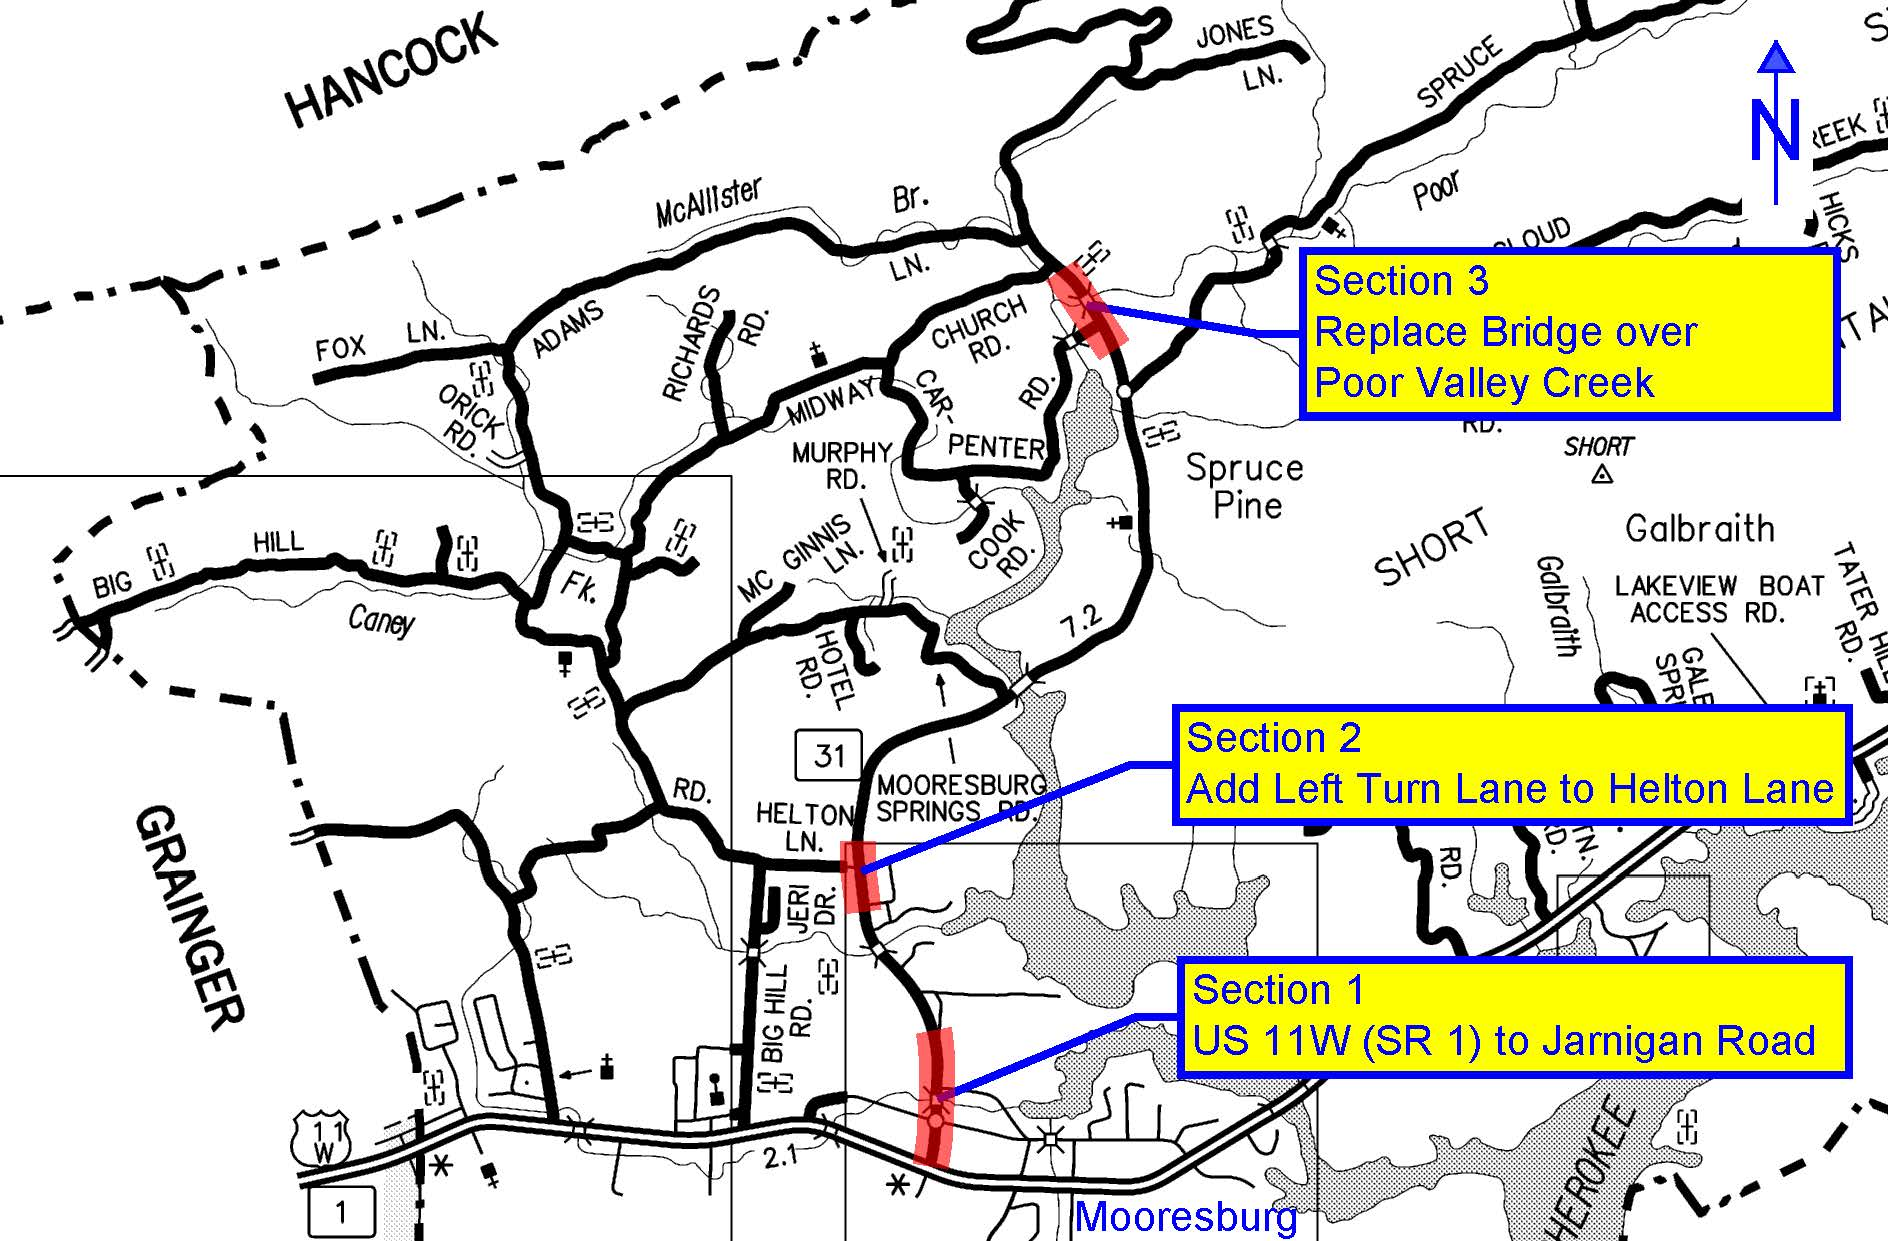 HANCOCK
JONES
LN.
SPRUCE
N
REEK
McAllister
Br.
Poor
HICKS
CLOUD
LN.
Section 3
Replace Bridge over
Poor Valley Creek
FOX LN.
ADAMS
RICHARDS
RD.
CHURCH
RD.
ORICK
RD.
MIDWAY
CAR-
PENTER
RD.
RD.
SHORT
MURPHY
RD.
Spruce
Pine
SHORT
Galbraith
BIG HILL
Caney
Fk.
MC GINNIS
LN.
COOK
RD.
Galbraith
LAKEVIEW BOAT
ACCESS RD.
TATER HILL
RD.
7.2
HOTEL
RD.
GALE
SPRI
31
Section 2
Add Left Turn Lane to Helton Lane
MOORESBURG
SPRINGS RD.
RD.
HELTON
LN.
GRAINGER
JERI
DR.
RD.
RD.
TN.
BIG HILL
RD.
Section 1
US 11W (SR 1) to Jarnigan Road
11
W
1
2.1
Mooresburg
HEROKEE